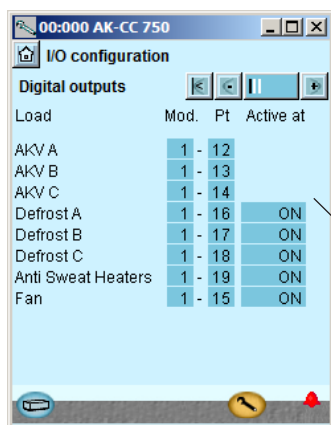 00:000 AK-CC 750
I/O configuration
Digital outputs
Load Mod. Pt Active at
AKV A 1 - 12
AKV B 1 - 13
AKV C 1 - 14
Defrost A 1 - 16 ON
Defrost B 1 - 17 ON
Defrost C 1 - 18 ON
Anti Sweat Heaters 1 - 19 ON
Fan 1 - 15 ON